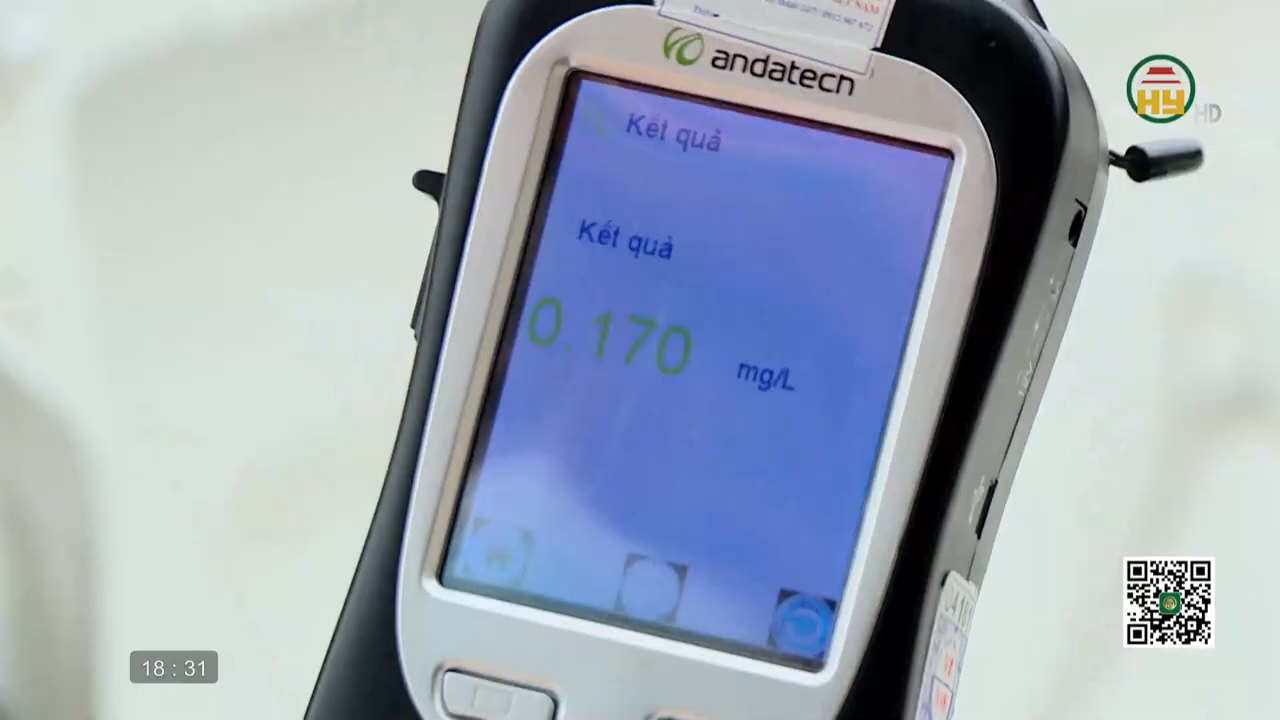 andatech
HY
HD
Kết quả
Kết quả
0.170 mg/L
18 : 31